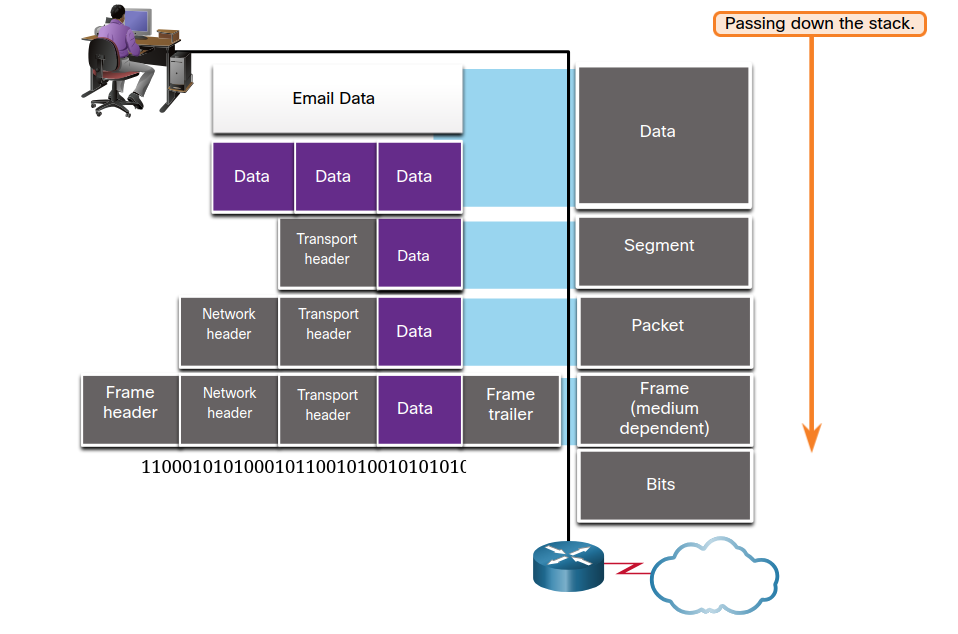 Passing down the stack.
Email Data
Data
Data Data Data
Segment
Transport
header
Data
Packet
Network
header
Transport
header
Data
Frame
header
Network
header
Transport
header
Data
Frame
trailer
Frame
(medium
dependent)
11000101010001011001010010101010
Bits